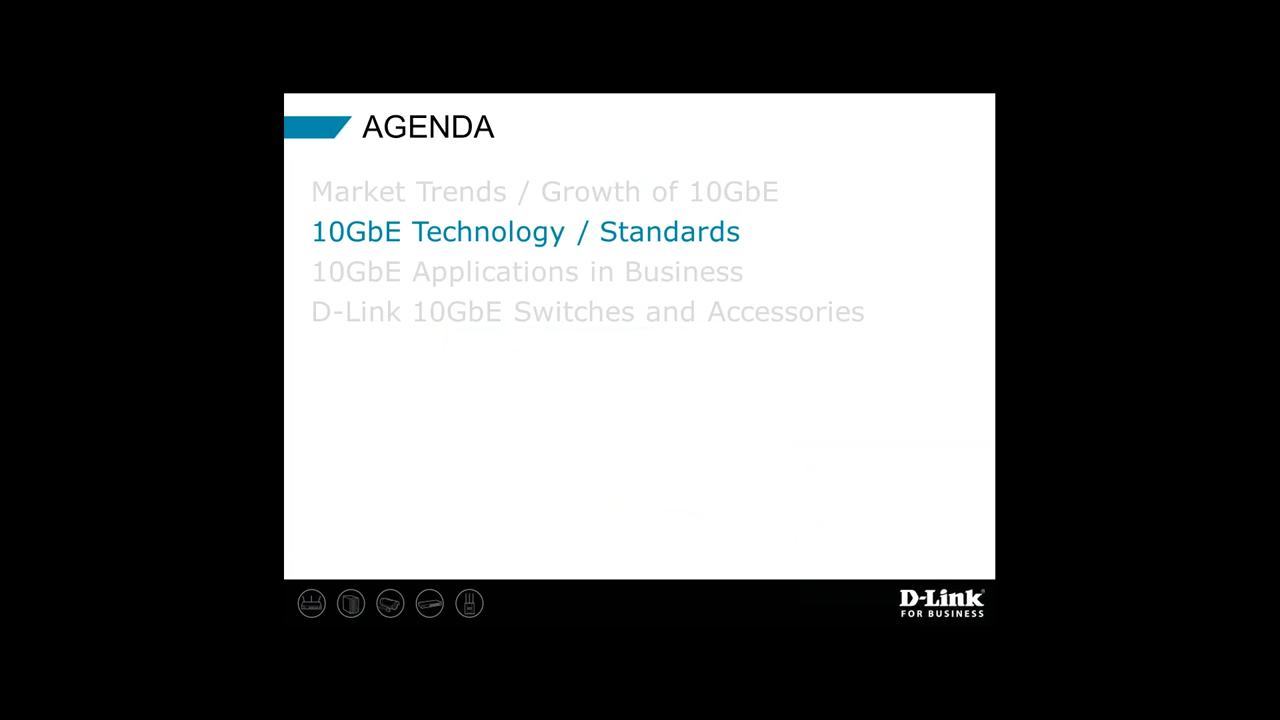 AGENDA
Market Trends / Growth of 10GbE
10GbE Technology / Standards
10GbE Applications in Business
D-Link 10GbE Switches and Accessories
D-Link
FOR BUSINESS